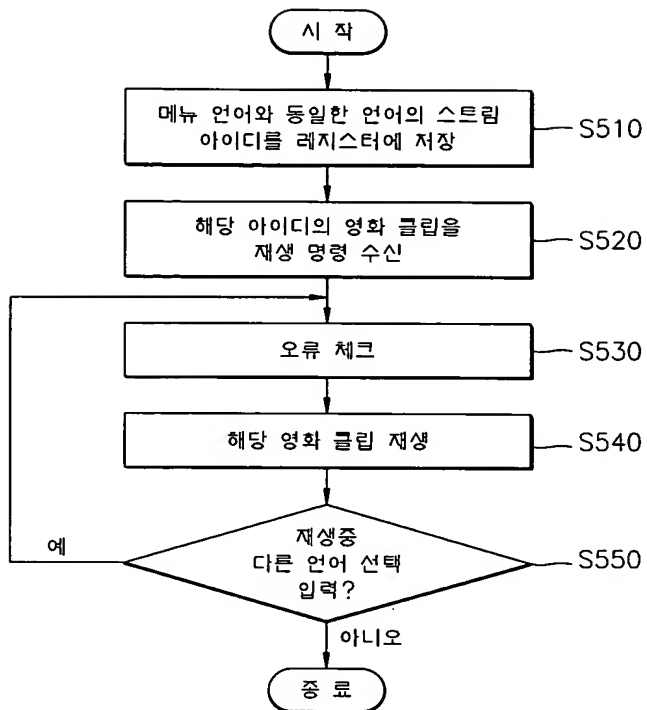 시 작
메뉴 언어와 동일한 언어의 스트림
아이디를 레지스터에 저장
S510
해당 아이디의 영화 클립을
재생 명령 수신
S520
오류 체크
S530
해당 영화 클립 재생
S540
재생중
다른 언어 선택
입력?
S550
예
아니오
종 료